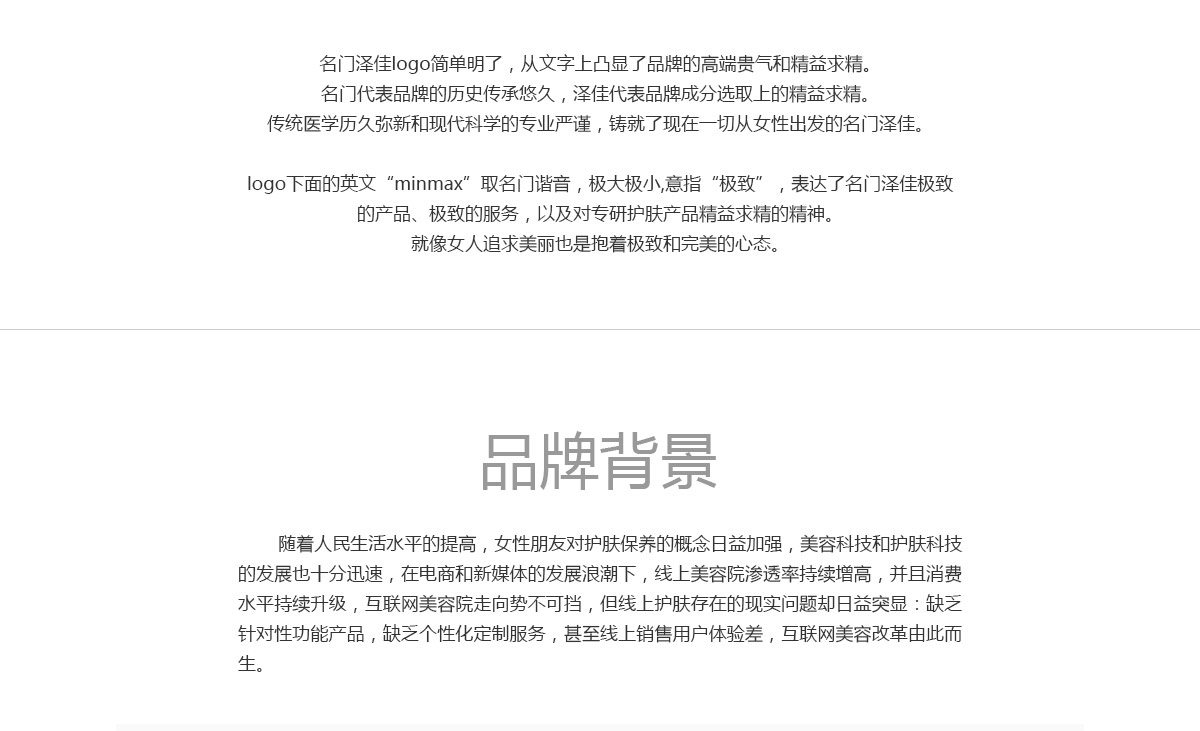 名门泽佳logo简单明了，从文字上凸显了品牌的高端贵气和精益求精。
名门代表品牌的历史传承悠久，泽佳代表品牌成分选取上的精益求精。
传统医学历久弥新和现代科学的专业严谨，铸就了现在一切从女性出发的名门泽佳。
logo下面的英文“minmax”取名门谐音，极大极小,意指“极致”，表达了名门泽佳极致
的产品、极致的服务，以及对专研护肤产品精益求精的精神。
就像女人追求美丽也是抱着极致和完美的心态。
品牌背景
随着人民生活水平的提高，女性朋友对护肤保养的概念日益加强，美容科技和护肤科技
的发展也十分迅速，在电商和新媒体的发展浪潮下，线上美容院渗透率持续增高，并且消费
水平持续升级，互联网美容院走向势不可挡，但线上护肤存在的现实问题却日益突显：缺乏
针对性功能产品，缺乏个性化定制服务，甚至线上销售用户体验差，互联网美容改革由此而
生。